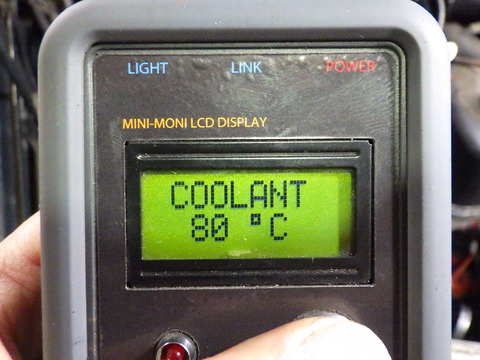 LIGHT LINK POWER
MINI-MONI LCD DISPLAY
COOLANT
80 °C